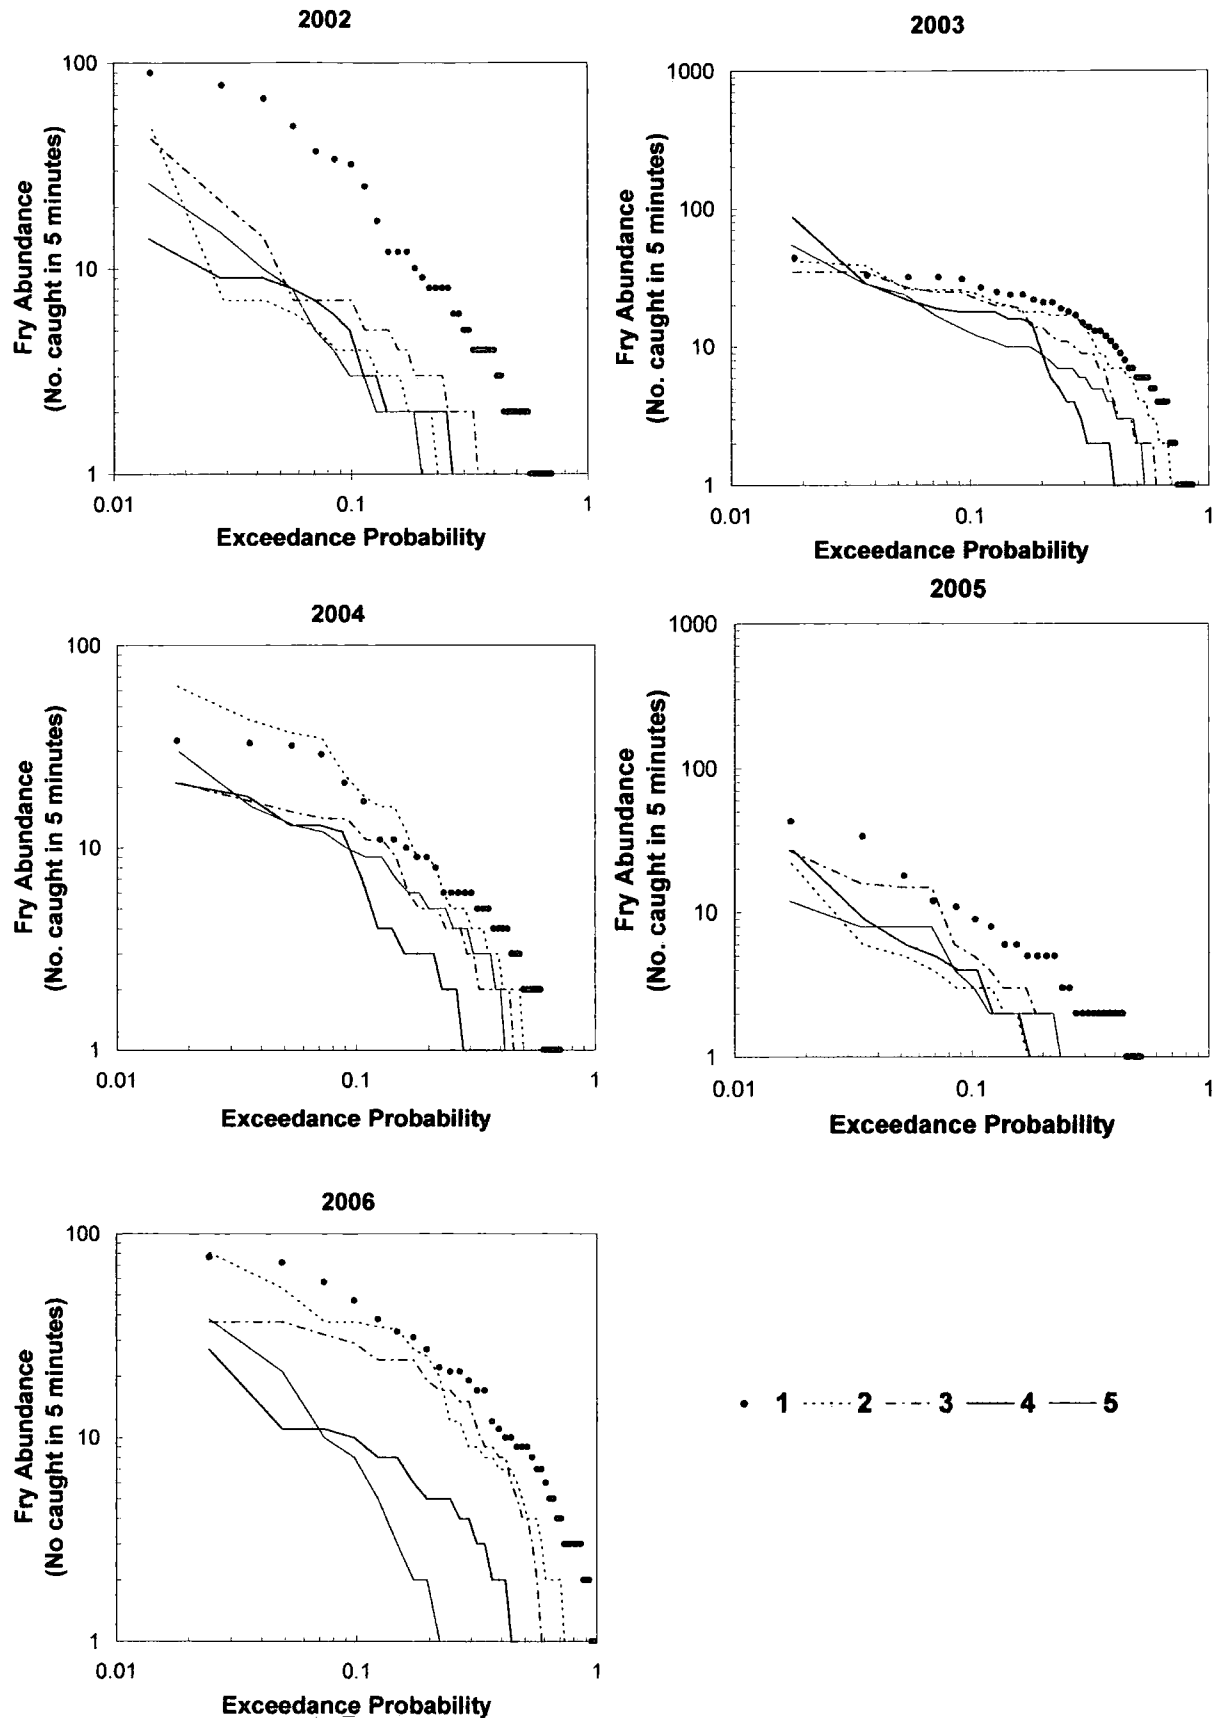 2002
100
10
1
0.01
0.1
1
Fry Abundance
(No. caught in 5 minutes)
Exceedance Probability
2003
1000
100
10
1
0.01
0.1
1
Fry Abundance
(No. caught in 5 minutes)
Exceedance Probability
2004
100
10
1
0.01
0.1
1
Fry Abundance
(No. caught in 5 minutes)
Exceedance Probability
2005
1000
100
10
1
0.01
0.1
1
Fry Abundance
(No. caught in 5 minutes)
Exceedance Probability
2006
100
10
1
0.01
0.1
1
Fry Abundance
(No caught in 5 minutes)
Exceedance Probability
1 2 3 4 5